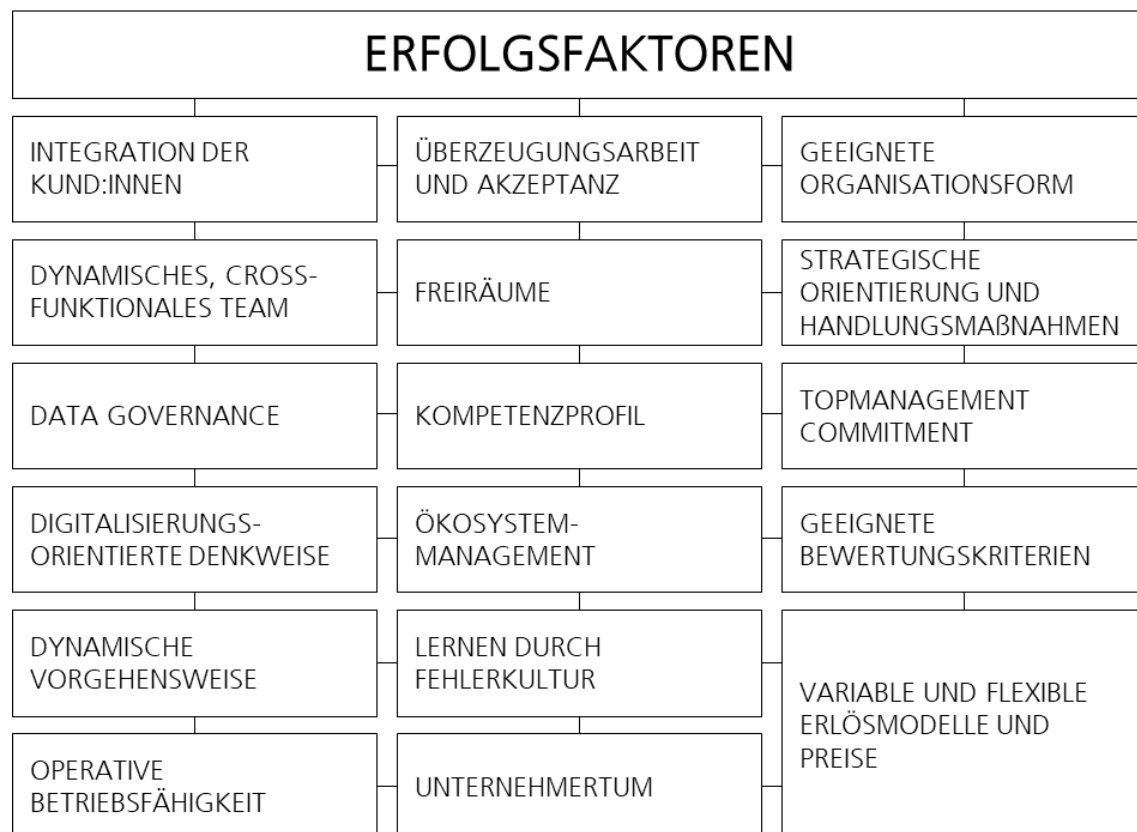 ERFOLGSFAKTOREN
INTEGRATION DER
KUND:INNEN
ÜBERZEUGUNGSARBEIT
UND AKZEPTANZ
GEEIGNETE
ORGANISATIONSFORM
DYNAMISCHES, CROSS-
FUNKTIONALES TEAM
FREIRÄUME
STRATEGISCHE
ORIENTIERUNG UND
HANDLUNGSMAßNAHMEN
DATA GOVERNANCE
KOMPETENZPROFIL
TOPMANAGEMENT
COMMITMENT
DIGITALISIERUNGS-
ORIENTIERTE DENKWEISE
ÖKOSYSTEM-
MANAGEMENT
GEEIGNETE
BEWERTUNGSKRITERIEN
DYNAMISCHE
VORGEHENSWEISE
LERNEN DURCH
FEHLERKULTUR
VARIABLE UND FLEXIBLE
ERLÖSMODELLE UND
PREISE
OPERATIVE
BETRIEBSFÄHIGKEIT
UNTERNEHMERTUM